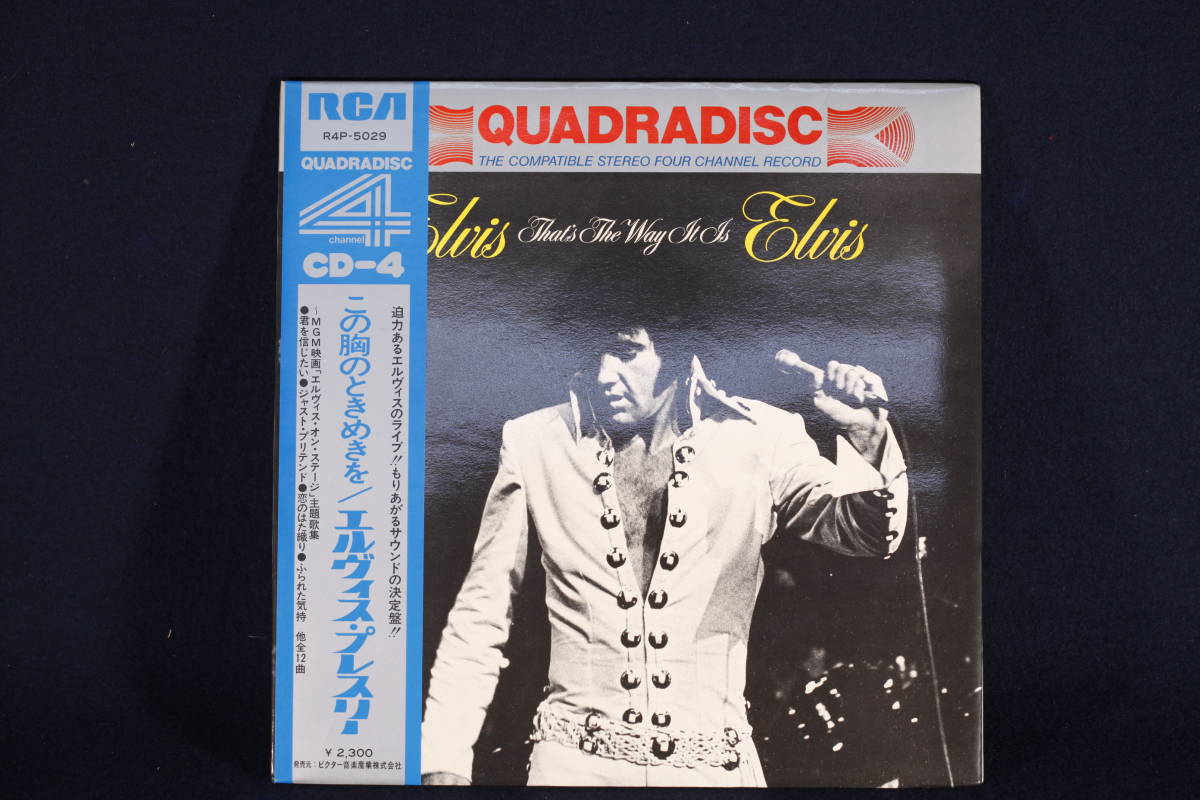 RCA
R4P-5029
QUADRADISC
4
channel
CD-4
迫力あるエルヴィスのライブ!!もりあがるサウンドの決定盤!!
この胸のときめきを/エルヴィス・プレスリー
~MGM映画「エルヴィス・オン・ステージ」主題歌集
●君を信じたい●ジャスト・プリテンド●恋のはた織り●ふられた気持 他全12曲
¥2,300
発売元:ビクター音楽産業株式会社
QUADRADISC
THE COMPATIBLE STEREO FOUR CHANNEL RECORD
Elvis That's The Way It Is Elvis